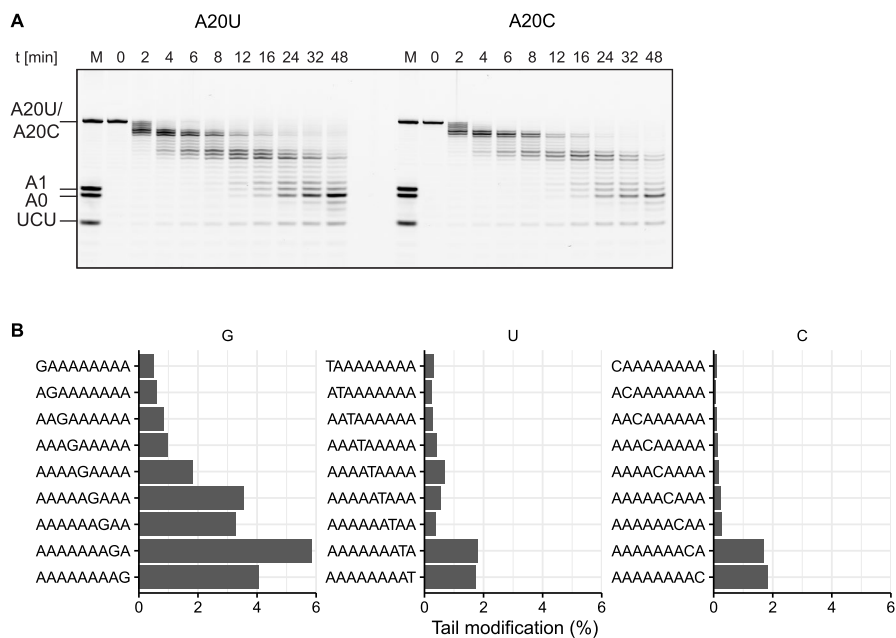 A
A20U A20C
t [min] M 0 2 4 6 8 12 16 24 32 48 M 0 2 4 6 8 12 16 24 32 48
A20U/
A20C
A1
A0
UCU
B
G U C
GAAAAAAAA TAAAAAAAA CAAAAAAAA
AGAAAAAAA ATAAAAAAA ACAAAAAAA
AAGAAAAAA AATAAAAAA AACAAAAAA
AAAGAAAAA AAATAAAAA AAACAAAAA
AAAAGAAAA AAAATAAAA AAAACAAAA
AAAAAGAAA AAAAATAAA AAAAACAAA
AAAAAAGAA AAAAAATAA AAAAAACAA
AAAAAAAGA AAAAAAATA AAAAAAACA
AAAAAAAAG AAAAAAAAT AAAAAAAAC
0 2 4 6 0 2 4 6 0 2 4 6
Tail modification (%)